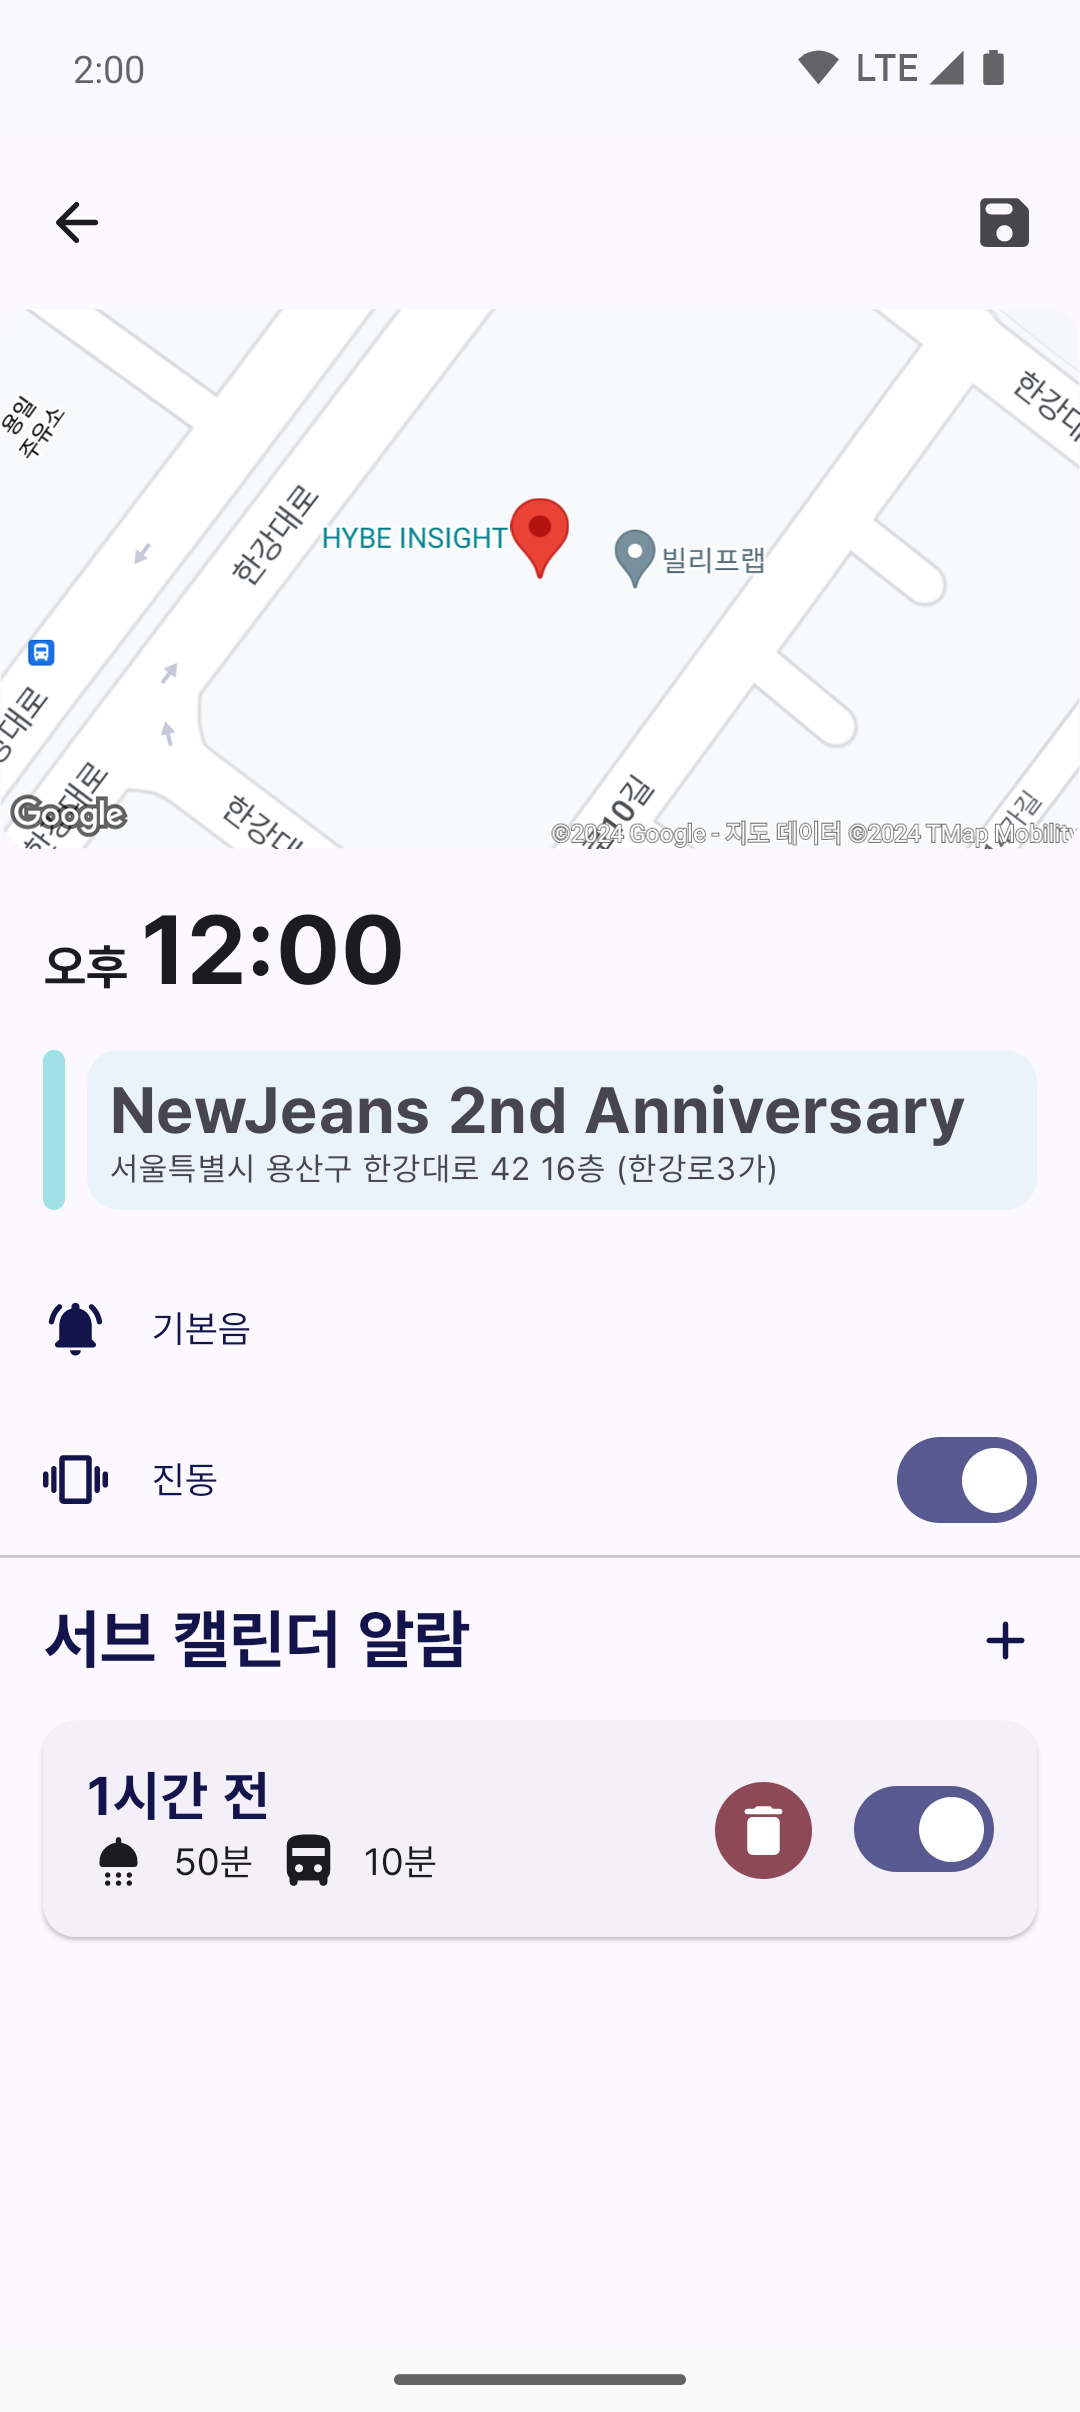 2:00
LTE
한강대
용일
주유소
한강대로
HYBE INSIGHT
빌리프랩
강대로
한강대로
한강대
10길
가길
Google
©2024 Google - 지도 데이터 ©2024 TMap Mobility
오후 12:00
NewJeans 2nd Anniversary
서울특별시 용산구 한강대로 42 16층 (한강로3가)
기본음
진동
서브 캘린더 알람
1시간 전
50분 10분